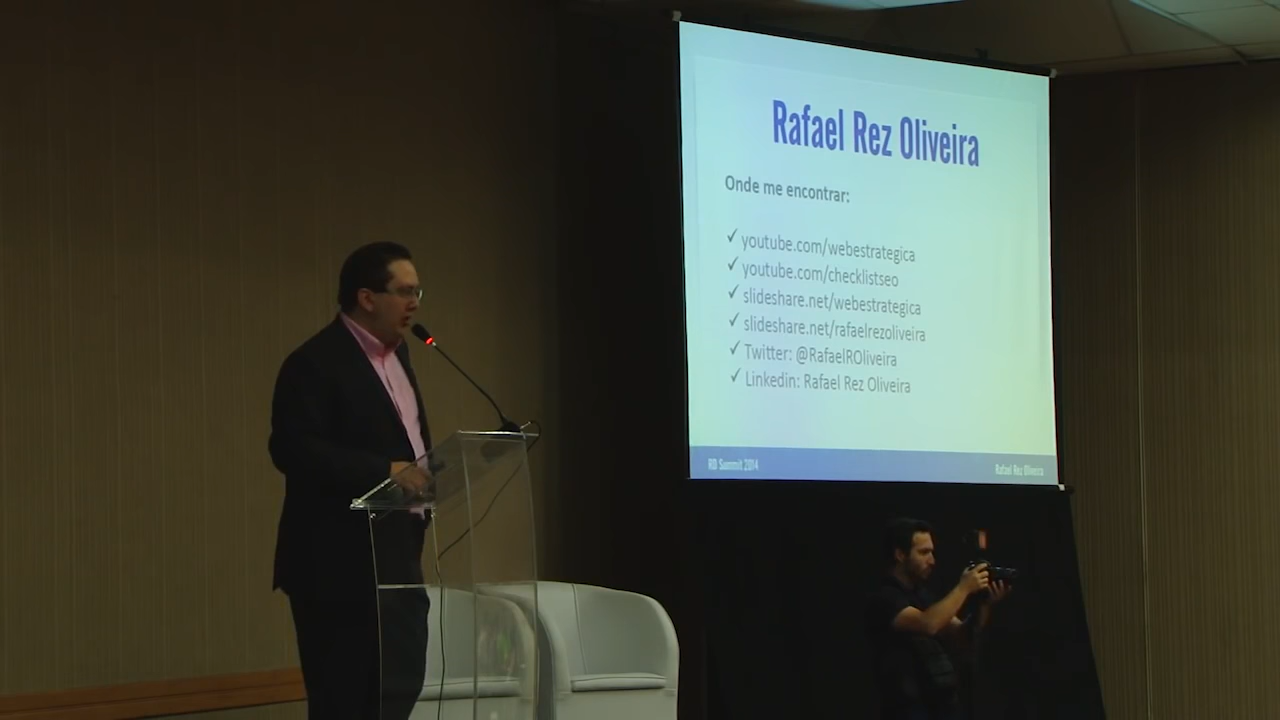 Rafael Rez Oliveira
Onde me encontrar:
✓ youtube.com/webestrategica
✓ youtube.com/checklistseo
✓ slideshare.net/webestrategica
✓ slideshare.net/rafaelrezoliveira
✓ Twitter: @RafaelROliveira
✓ Linkedin: Rafael Rez Oliveira
RD Summit 2014
Rafael Rez Oliveira